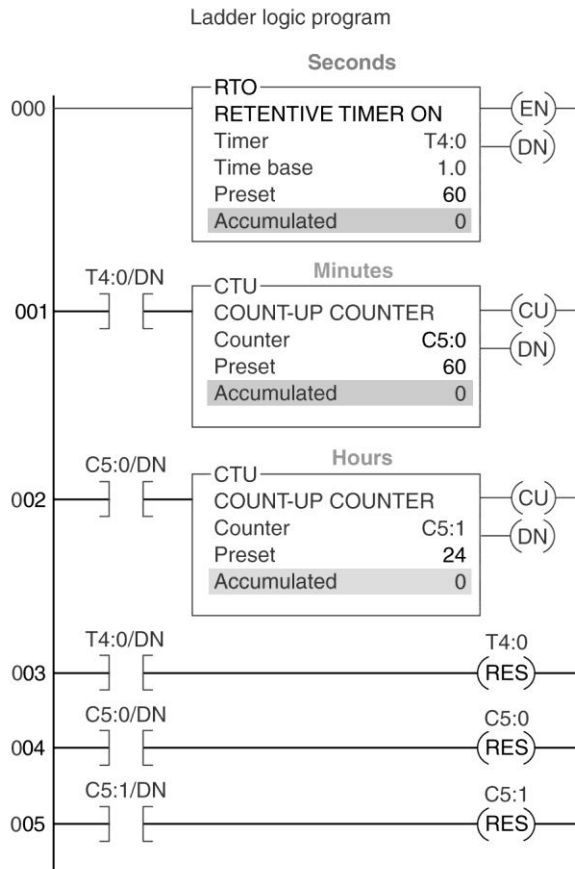 Ladder logic program
Seconds
000
RTO
RETENTIVE TIMER ON
Timer T4:0
Time base 1.0
Preset 60
Accumulated 0
EN
DN
Minutes
T4:0/DN
001
CTU
COUNT-UP COUNTER
Counter C5:0
Preset 60
Accumulated 0
CU
DN
Hours
C5:0/DN
002
CTU
COUNT-UP COUNTER
Counter C5:1
Preset 24
Accumulated 0
CU
DN
T4:0/DN T4:0
003 RES
C5:0/DN C5:0
004 RES
C5:1/DN C5:1
005 RES